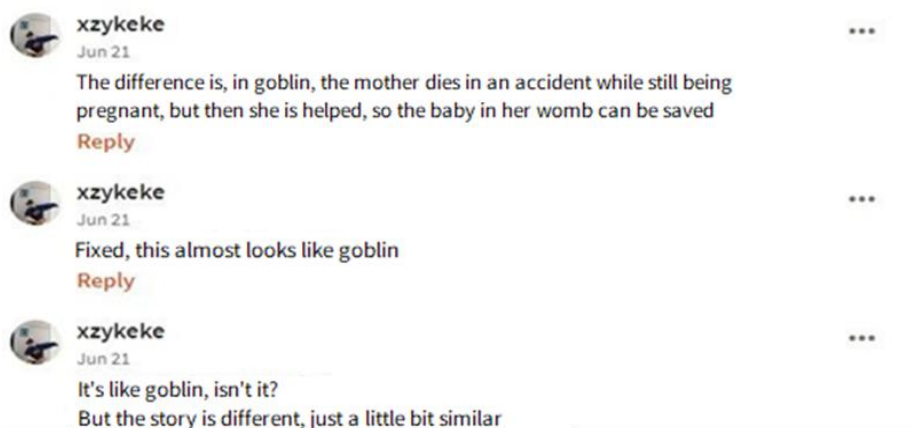 xzykeke
Jun 21
The difference is, in goblin, the mother dies in an accident while still being
pregnant, but then she is helped, so the baby in her womb can be saved
Reply
xzykeke
Jun 21
Fixed, this almost looks like goblin
Reply
xzykeke
Jun 21
It's like goblin, isn't it?
But the story is different, just a little bit similar